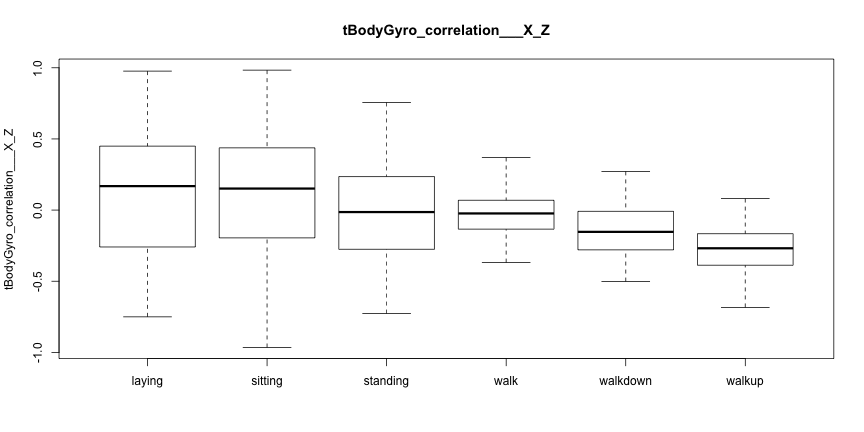 tBodyGyro_correlation___X_Z
tBodyGyro_correlation___X_Z
1.0
0.5
0.0
-0.5
-1.0
laying sitting standing walk walkdown walkup